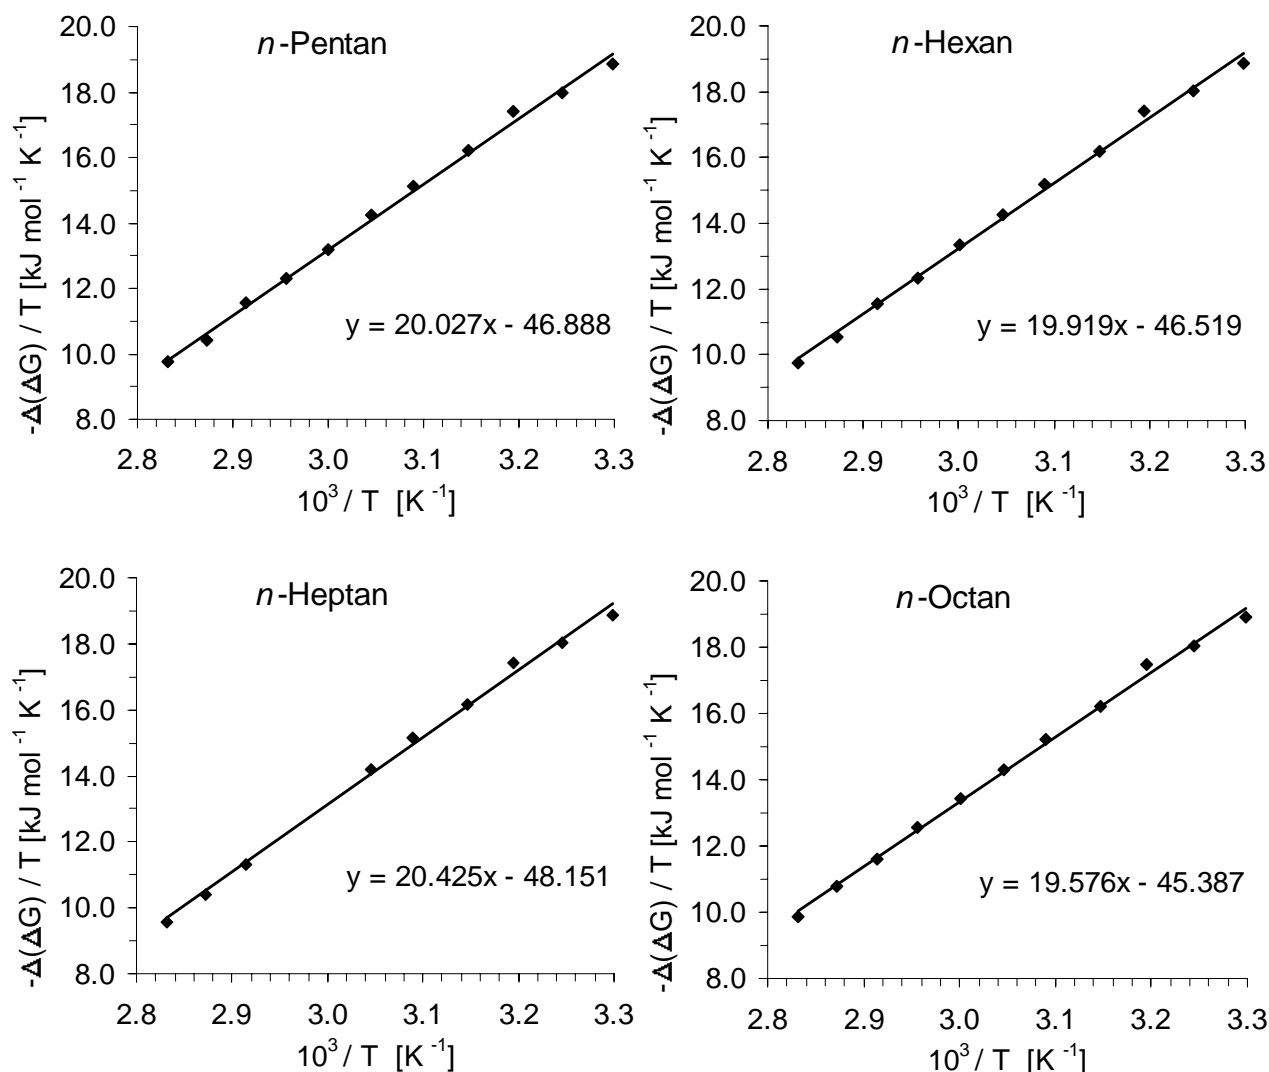 n-Pentan
-Δ(ΔG) / T [kJ mol⁻¹ K⁻¹]
20.0
18.0
16.0
14.0
12.0
10.0
8.0
y = 20.027x - 46.888
2.8 2.9 3.0 3.1 3.2 3.3
10³ / T [K⁻¹]
n-Hexan
-Δ(ΔG) / T [kJ mol⁻¹ K⁻¹]
20.0
18.0
16.0
14.0
12.0
10.0
8.0
y = 19.919x - 46.519
2.8 2.9 3.0 3.1 3.2 3.3
10³ / T [K⁻¹]
n-Heptan
-Δ(ΔG) / T [kJ mol⁻¹ K⁻¹]
20.0
18.0
16.0
14.0
12.0
10.0
8.0
y = 20.425x - 48.151
2.8 2.9 3.0 3.1 3.2 3.3
10³ / T [K⁻¹]
n-Octan
-Δ(ΔG) / T [kJ mol⁻¹ K⁻¹]
20.0
18.0
16.0
14.0
12.0
10.0
8.0
y = 19.576x - 45.387
2.8 2.9 3.0 3.1 3.2 3.3
10³ / T [K⁻¹]